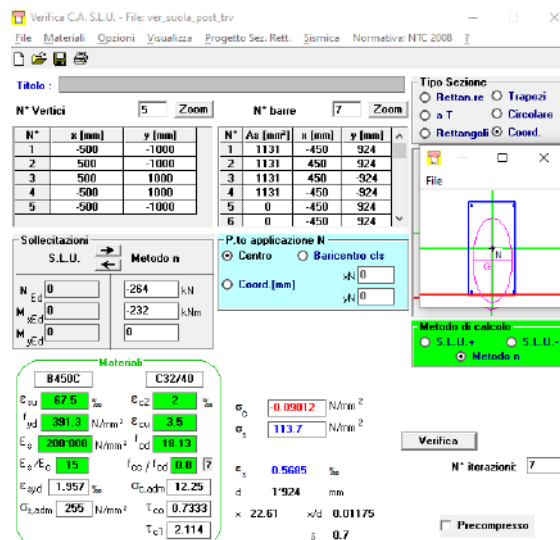 Verifica C.A. S.L.U. - File: ver_suola_post_trv
File Materiali Opzioni Visualizza Progetto Sez. Rett. Sismica Normativa: NTC 2008 ?
Titolo :
N° Vertici 5 Zoom N° barre 7 Zoom
N° x [mm] y [mm]
1 -500 -1000
2 500 -1000
3 500 1000
4 -500 1000
5 -500 -1000
N° As [mm²] x [mm] y [mm]
1 1131 -450 924
2 1131 450 924
3 1131 450 -924
4 1131 -450 -924
5 0 -450 924
6 0 -450 924
Tipo Sezione
Rettan.re Trapezi
a T Circolare
Rettangoli Coord.
File
N
G
Sollecitazioni
S.L.U. Metodo n
N Ed 0 -264 kN
M xEd 0 -232 kNm
M yEd 0 0
P.to applicazione N
Centro Baricentro cls
Coord.[mm] xN 0
yN 0
Metodo di calcolo
S.L.U.+ S.L.U.-
Metodo n
Materiali
B450C C32/40
εsu 67.5 ‰ εc2 2 ‰
fyd 391.3 N/mm² εcu 3.5
Es 200'000 N/mm² fcd 18.13
Es/Ec 15 fcc / fcd 0.8 ?
εsyd 1.957 ‰ σc,adm 12.25
σs,adm 255 N/mm² τco 0.7333
τc1 2.114
σc -0.09012 N/mm²
σs 113.7 N/mm²
εs 0.5685 ‰
d 1'924 mm
x 22.61 x/d 0.01175
δ 0.7
Verifica
N° iterazioni: 7
Precompresso